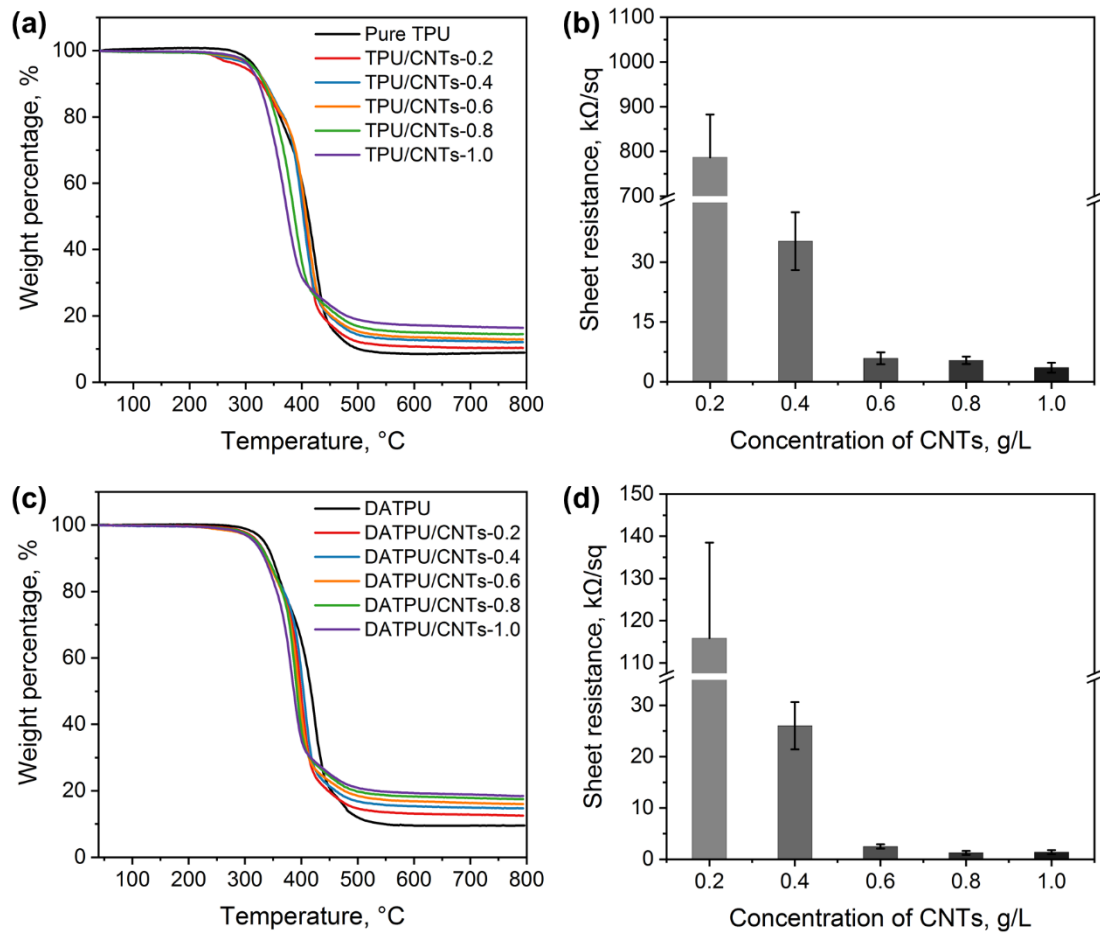 (a)
Weight percentage, %
100
80
60
40
20
0
Pure TPU
TPU/CNTs-0.2
TPU/CNTs-0.4
TPU/CNTs-0.6
TPU/CNTs-0.8
TPU/CNTs-1.0
100 200 300 400 500 600 700 800
Temperature, °C
(b)
Sheet resistance, kΩ/sq
1100
1000
900
800
700
30
15
0
0.2 0.4 0.6 0.8 1.0
Concentration of CNTs, g/L
(c)
Weight percentage, %
100
80
60
40
20
0
DATPU
DATPU/CNTs-0.2
DATPU/CNTs-0.4
DATPU/CNTs-0.6
DATPU/CNTs-0.8
DATPU/CNTs-1.0
100 200 300 400 500 600 700 800
Temperature, °C
(d)
Sheet resistance, kΩ/sq
150
140
130
120
110
30
20
10
0
0.2 0.4 0.6 0.8 1.0
Concentration of CNTs, g/L